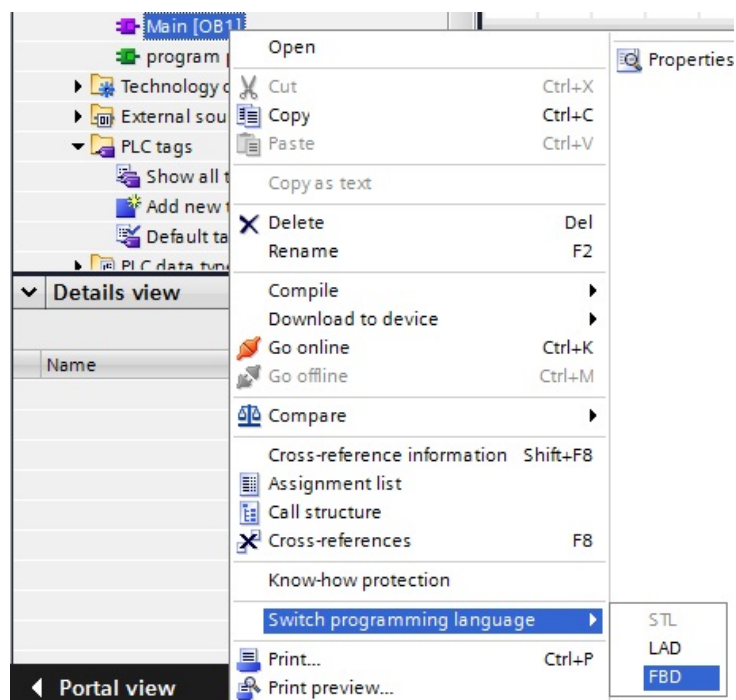 Main [OB1]
program
Technology
External sou
PLC tags
Show all
Add new
Default ta
PLC data
Details view
Name
Portal view
Open
Cut Ctrl+X
Copy Ctrl+C
Paste Ctrl+V
Copy as text
Delete Del
Rename F2
Compile
Download to device
Go online Ctrl+K
Go offline Ctrl+M
Compare
Cross-reference information Shift+F8
Assignment list
Call structure
Cross-references F8
Know-how protection
Switch programming language
Print... Ctrl+P
Print preview...
Properties
STL
LAD
FBD